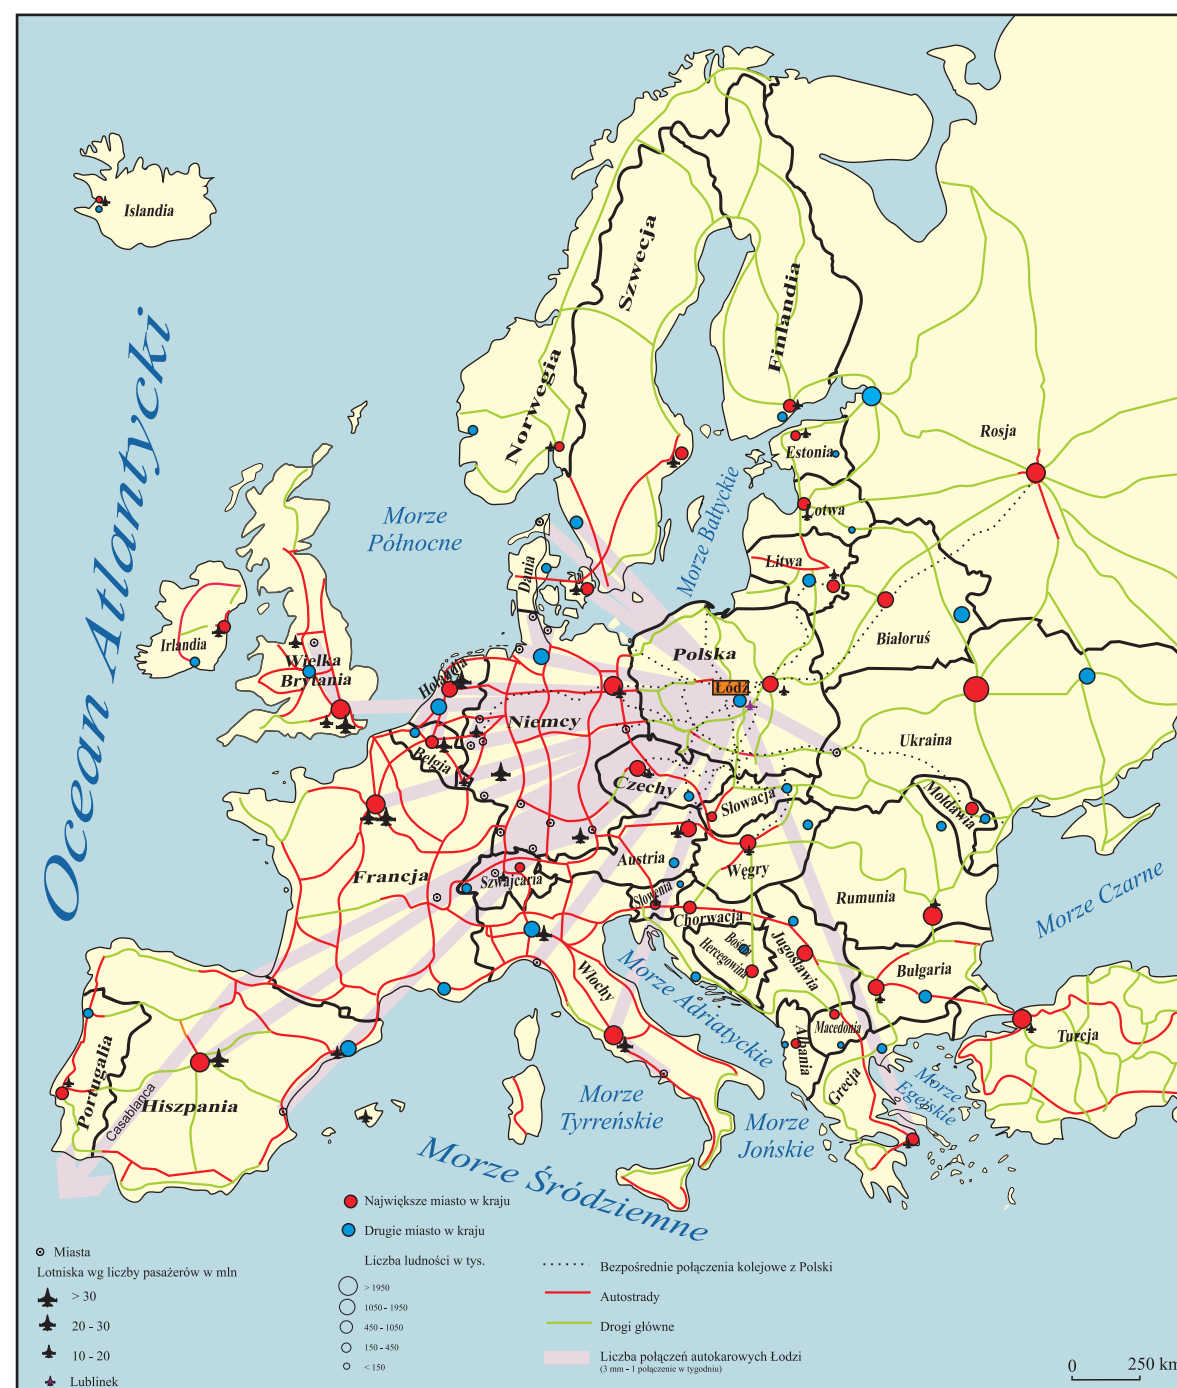 Islandia
Ocean Atlantycki
Norwegia
Szwecja
Finlandia
Rosja
Estonia
Łotwa
Litwa
Białoruś
Morze
Północne
Morze Bałtyckie
Dania
Irlandia
Wielka
Brytania
Holandia
Belgia
Niemcy
Polska
Łódź
Ukraina
Czechy
Słowacja
Mołdawia
Francja
Szwajcaria
Austria
Węgry
Słowenia
Chorwacja
Rumunia
Bośnia
Hercegowina
Jugosławia
Bułgaria
Włochy
Morze Adriatyckie
Morze Czarne
Macedonia
Albania
Grecja
Turcja
Portugalia
Hiszpania
Casablanca
Morze
Tyrreńskie
Morze
Jońskie
Morze
Egejskie
Morze Śródziemne
Miasta
Lotniska wg liczby pasażerów w mln
> 30
20 - 30
10 - 20
Lublinek
Największe miasto w kraju
Drugie miasto w kraju
Liczba ludności w tys.
> 1950
1050 - 1950
450 - 1050
150 - 450
< 150
Bezpośrednie połączenia kolejowe z Polski
Autostrady
Drogi główne
Liczba połączeń autokarowych Łodzi
(3 mm - 1 połączenie w tygodniu)
0 250 km